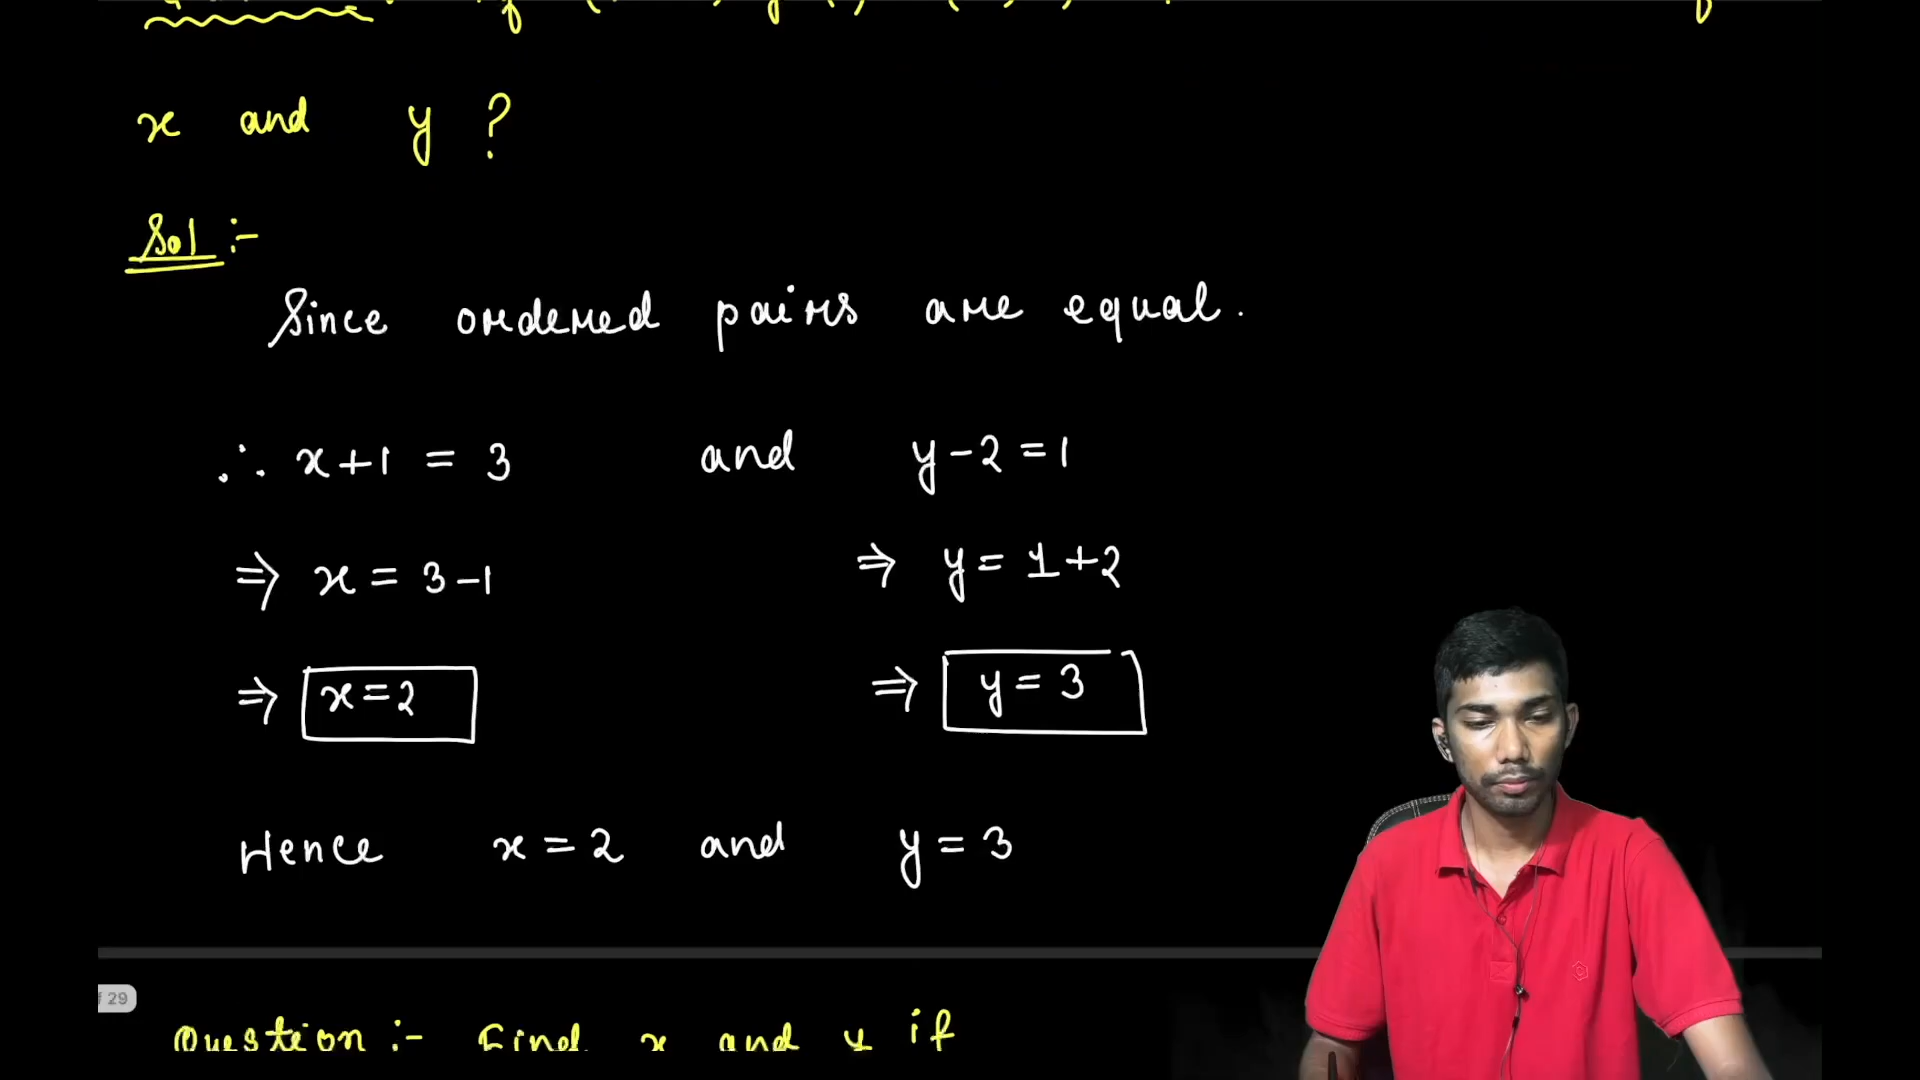 x and y ?
Sol :-
Since ordered pairs are equal.
∴ x+1 = 3 and y-2 = 1
⇒ x = 3-1 ⇒ y = 1+2
⇒ x=2 ⇒ y = 3
Hence x = 2 and y = 3
29
Question :- Find x and y if